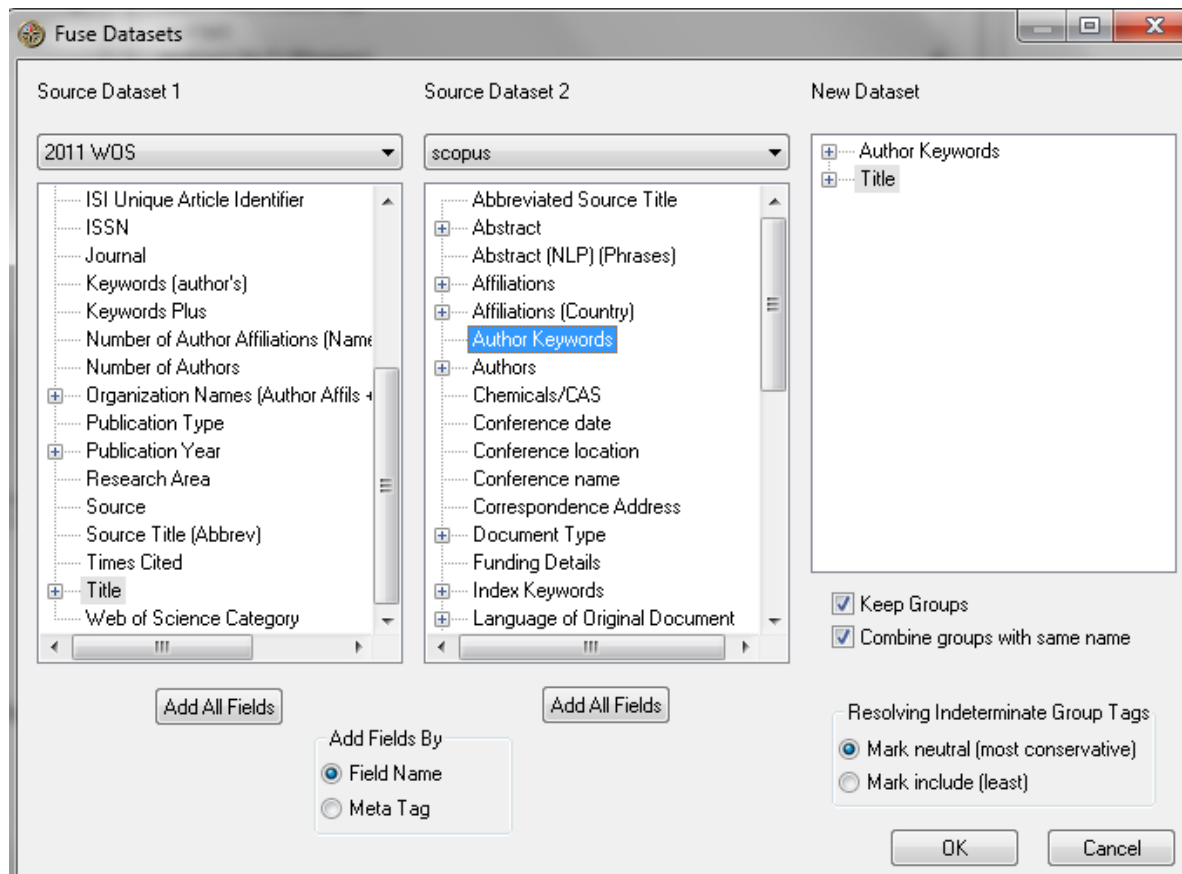 Fuse Datasets
Source Dataset 1
Source Dataset 2
New Dataset
2011 WOS
scopus
ISI Unique Article Identifier
ISSN
Journal
Keywords (author's)
Keywords Plus
Number of Author Affiliations (Name
Number of Authors
Organization Names (Author Affils +
Publication Type
Publication Year
Research Area
Source
Source Title (Abbrev)
Times Cited
Title
Web of Science Category
Abbreviated Source Title
Abstract
Abstract (NLP) (Phrases)
Affiliations
Affiliations (Country)
Author Keywords
Authors
Chemicals/CAS
Conference date
Conference location
Conference name
Correspondence Address
Document Type
Funding Details
Index Keywords
Language of Original Document
Author Keywords
Title
Keep Groups
Combine groups with same name
Add All Fields
Add All Fields
Add Fields By
Field Name
Meta Tag
Resolving Indeterminate Group Tags
Mark neutral (most conservative)
Mark include (least)
OK
Cancel